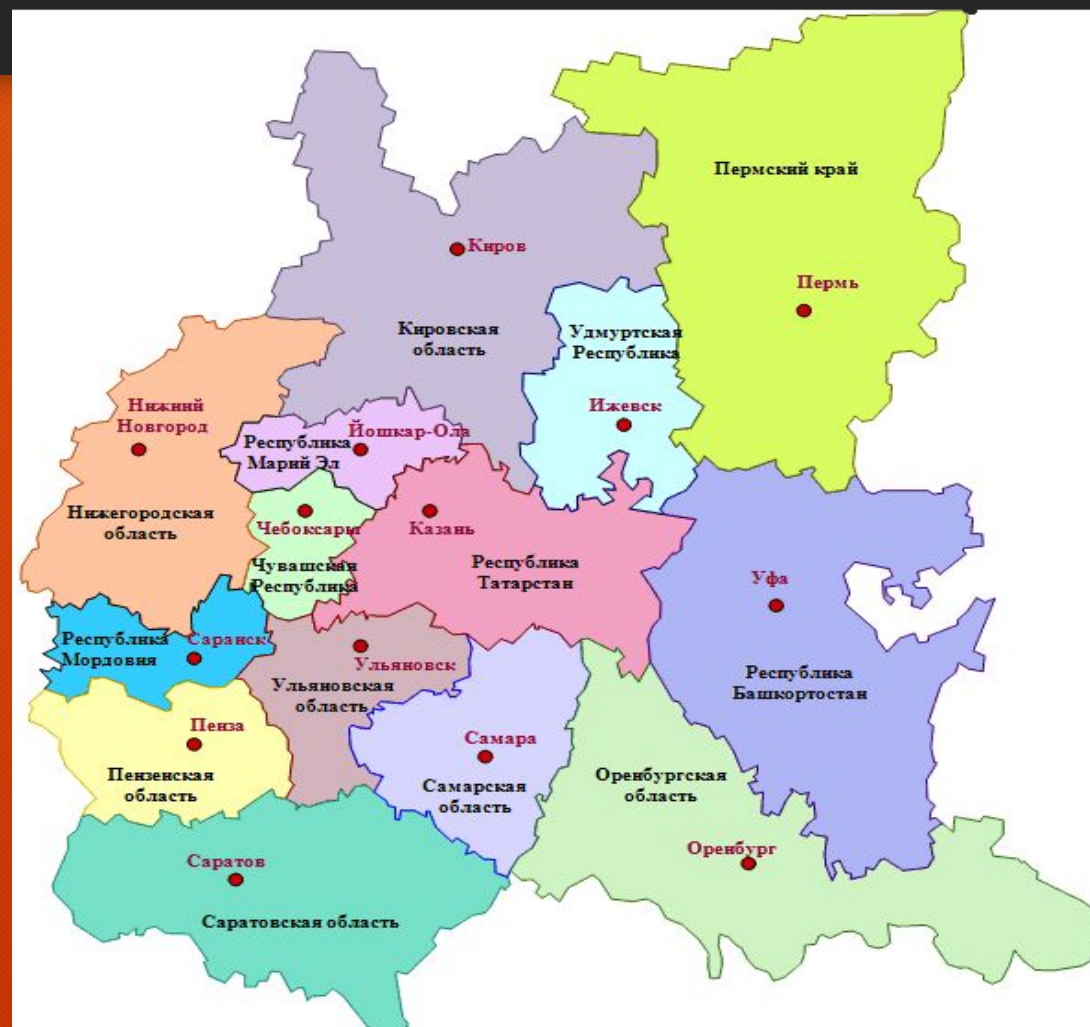 Пермский край
Киров
Пермь
Кировская
область
Удмуртская
Республика
Нижний
Новгород
Ижевск
Йошкар-Ола
Республика
Марий Эл
Нижегородская
область
Чебоксары
Казань
Чувашская
Республика
Республика
Татарстан
Уфа
Республика
Мордовия
Саранск
Ульяновск
Ульяновская
область
Республика
Башкортостан
Пенза
Самара
Пензенская
область
Самарская
область
Оренбургская
область
Оренбург
Саратов
Саратовская область